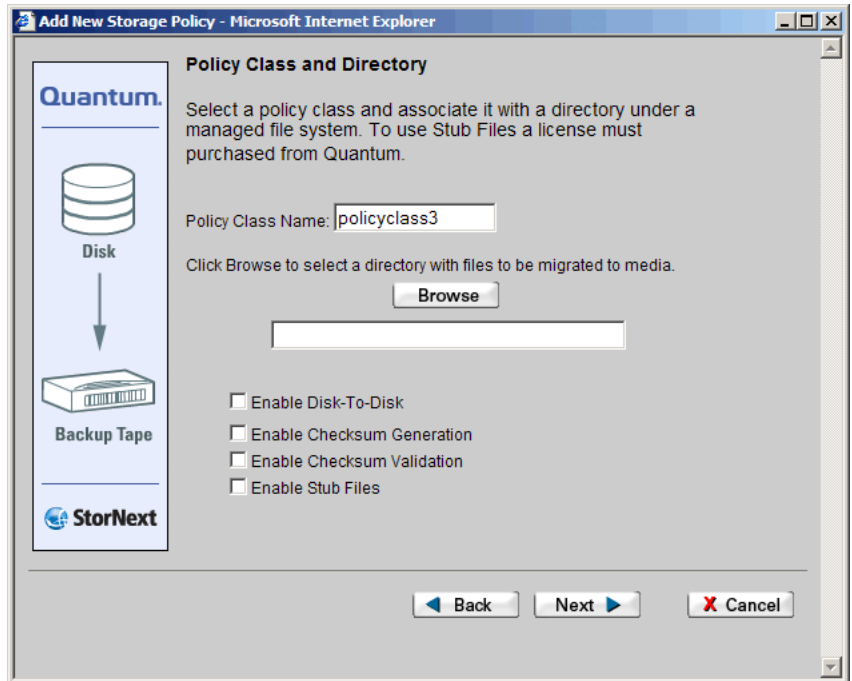 Add New Storage Policy - Microsoft Internet Explorer
Quantum.
Disk
Backup Tape
StorNext
Policy Class and Directory
Select a policy class and associate it with a directory under a
managed file system. To use Stub Files a license must
purchased from Quantum.
Policy Class Name: policyclass3
Click Browse to select a directory with files to be migrated to media.
Browse
Enable Disk-To-Disk
Enable Checksum Generation
Enable Checksum Validation
Enable Stub Files
Back Next X Cancel